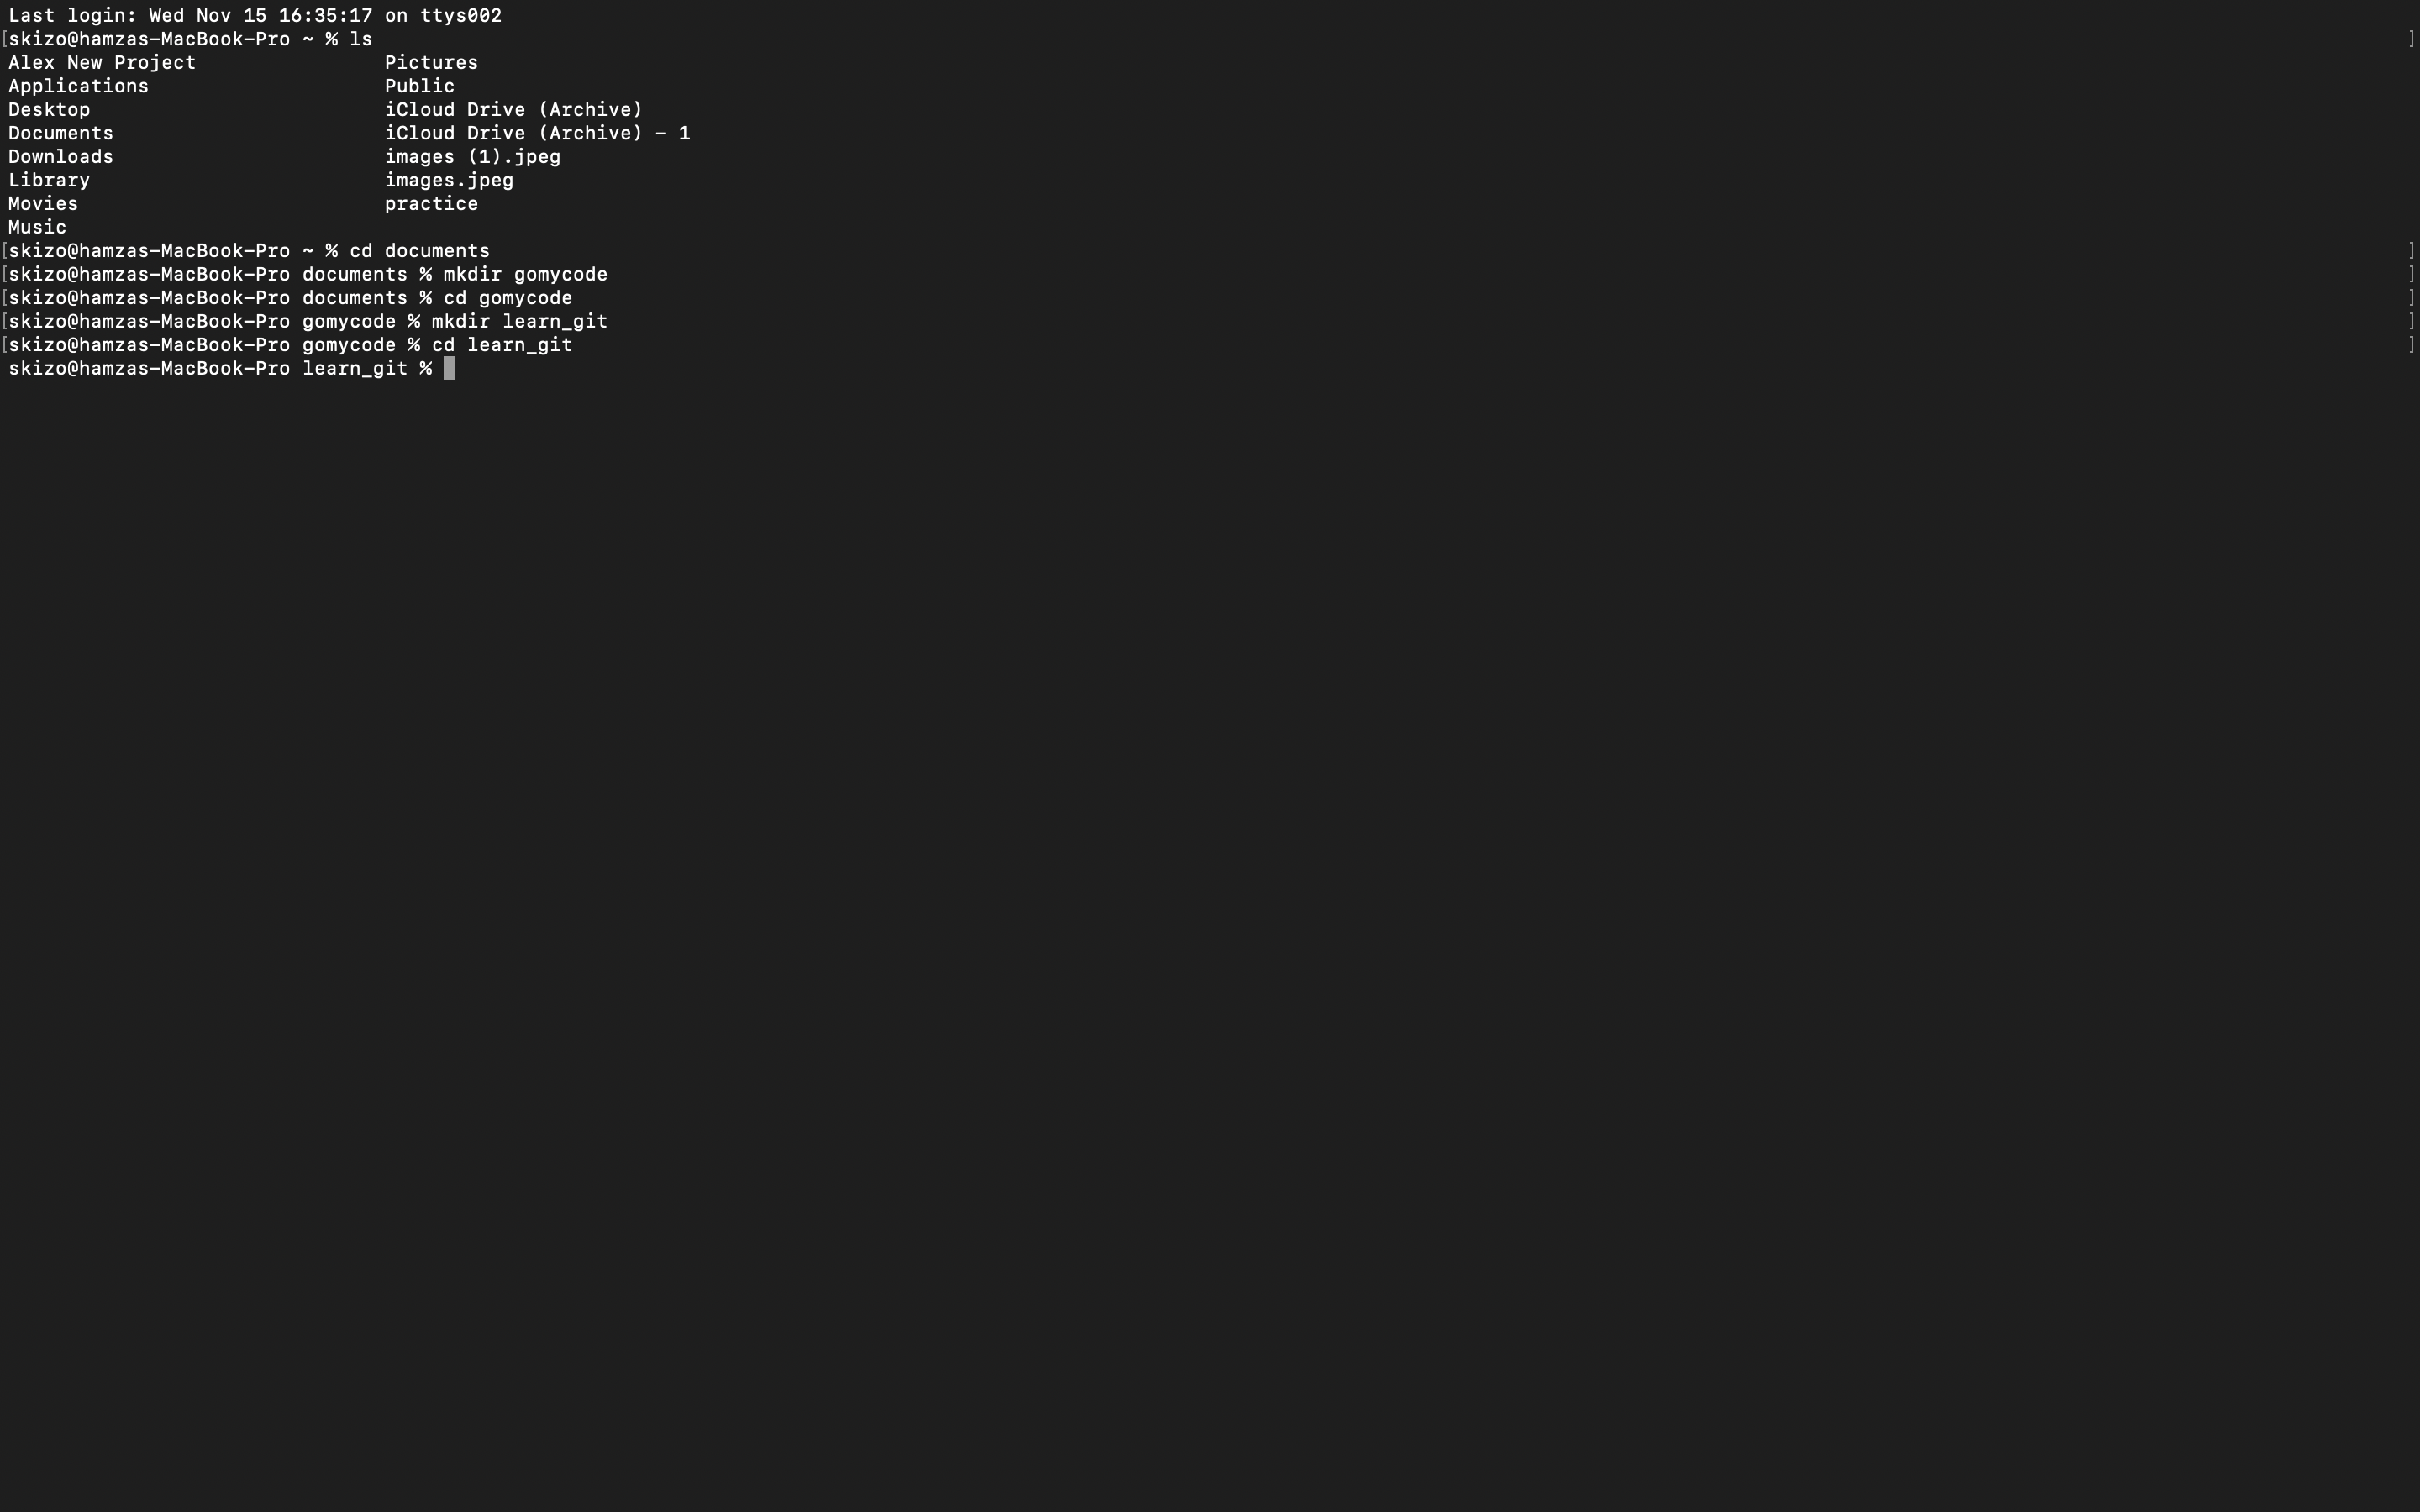 Last login: Wed Nov 15 16:35:17 on ttys002
[skizo@hamzas-MacBook-Pro ~ % ls ]
Alex New Project                Pictures
Applications                    Public
Desktop                         iCloud Drive (Archive)
Documents                       iCloud Drive (Archive) - 1
Downloads                       images (1).jpeg
Library                         images.jpeg
Movies                          practice
Music
[skizo@hamzas-MacBook-Pro ~ % cd documents ]
[skizo@hamzas-MacBook-Pro documents % mkdir gomycode ]
[skizo@hamzas-MacBook-Pro documents % cd gomycode ]
[skizo@hamzas-MacBook-Pro gomycode % mkdir learn_git ]
[skizo@hamzas-MacBook-Pro gomycode % cd learn_git ]
skizo@hamzas-MacBook-Pro learn_git %